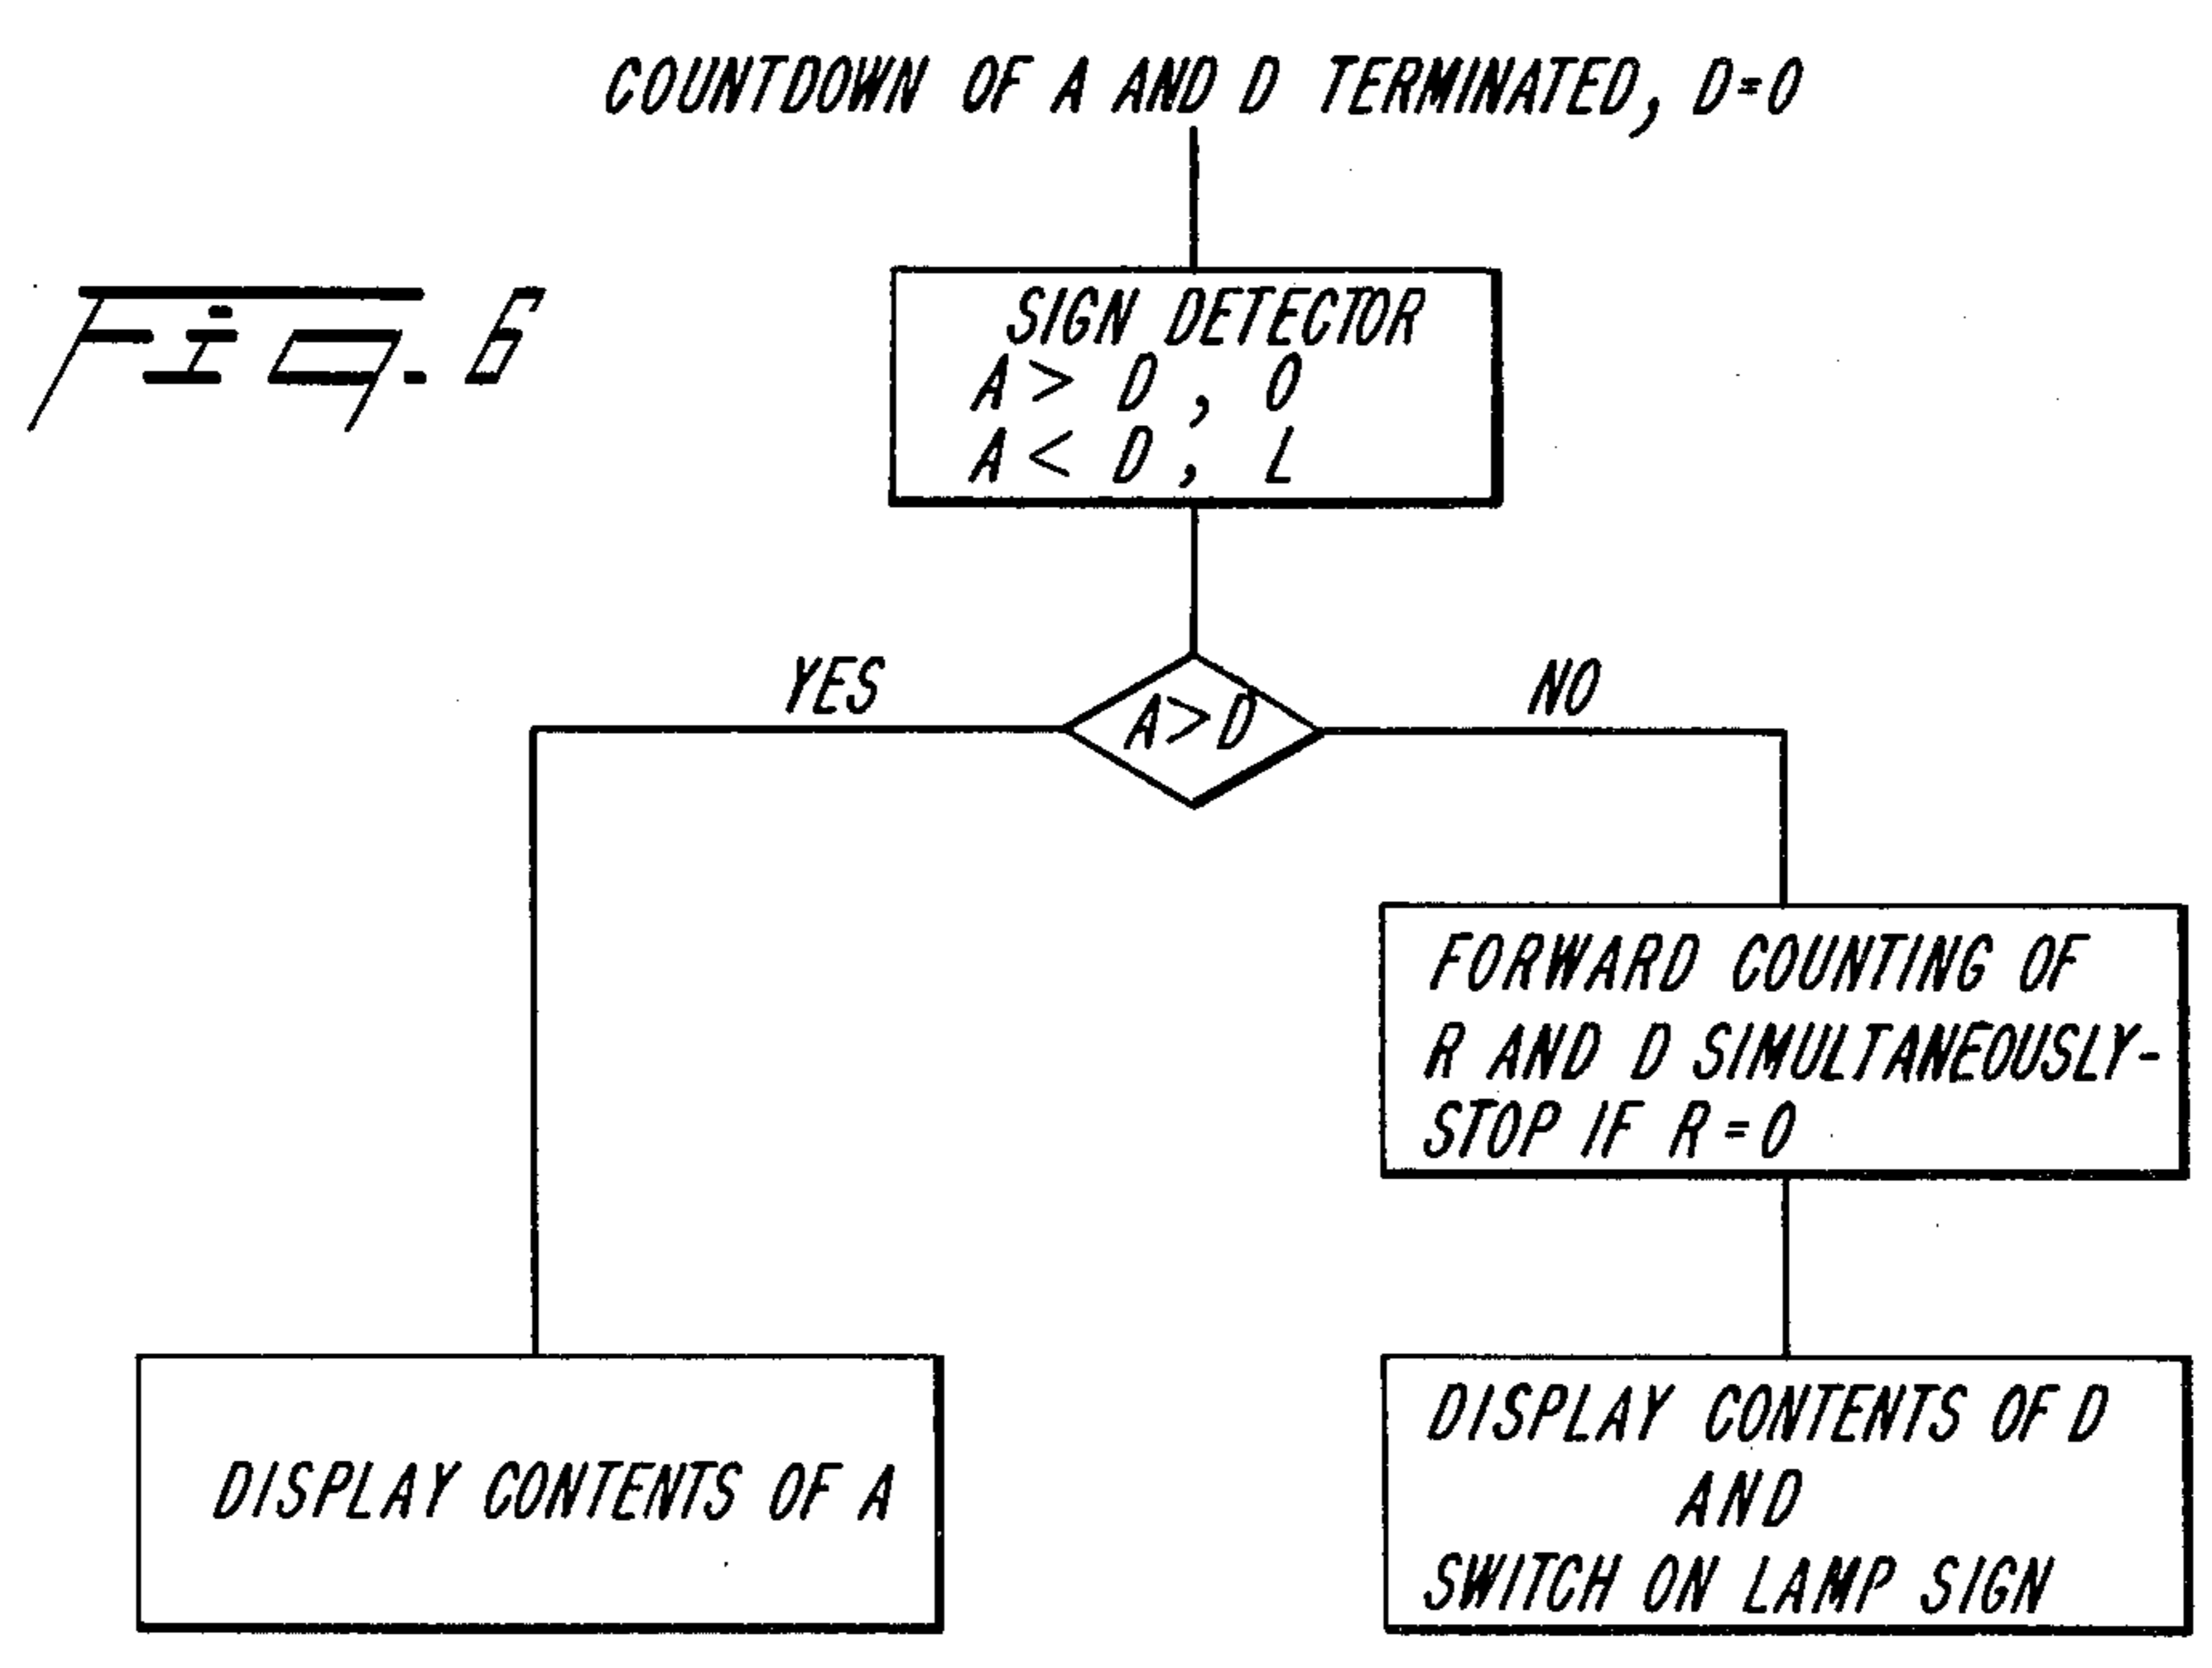 COUNTDOWN OF A AND D TERMINATED, D=0
Fig. 6
SIGN DETECTOR
A > D , 0
A < D , L
YES
A>D
NO
FORWARD COUNTING OF
R AND D SIMULTANEOUSLY-
STOP IF R=0
DISPLAY CONTENTS OF A
DISPLAY CONTENTS OF D
AND
SWITCH ON LAMP SIGN